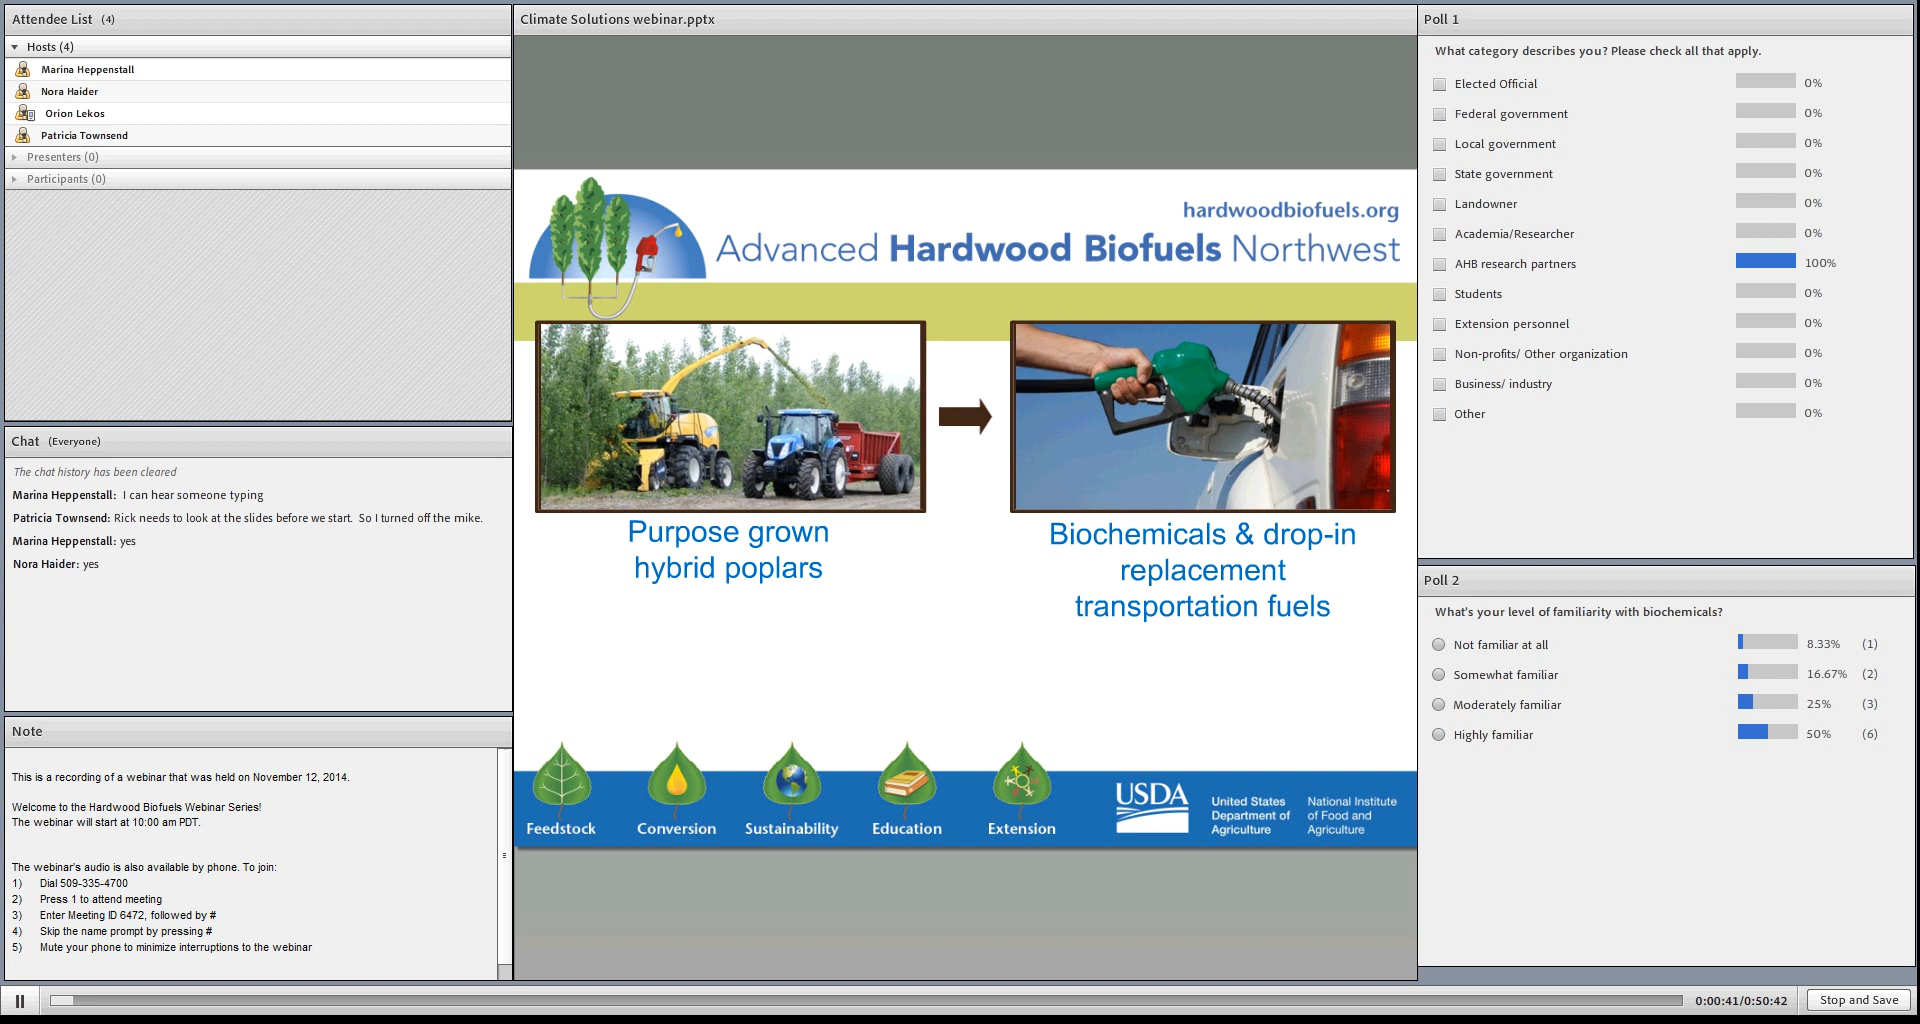 Attendee List (4)
Hosts (4)
Marina Heppenstall
Nora Haider
Orion Lekos
Patricia Townsend
Presenters (0)
Participants (0)
Chat (Everyone)
The chat history has been cleared
Marina Heppenstall: I can hear someone typing
Patricia Townsend: Rick needs to look at the slides before we start. So I turned off the mike.
Marina Heppenstall: yes
Nora Haider: yes
Note
This is a recording of a webinar that was held on November 12, 2014.
Welcome to the Hardwood Biofuels Webinar Series!
The webinar will start at 10:00 am PDT.
The webinar's audio is also available by phone. To join:
1) Dial 509-335-4700
2) Press 1 to attend meeting
3) Enter Meeting ID 6472, followed by #
4) Skip the name prompt by pressing #
5) Mute your phone to minimize interruptions to the webinar
Climate Solutions webinar.pptx
hardwoodbiofuels.org
Advanced Hardwood Biofuels Northwest
Purpose grown
hybrid poplars
Biochemicals & drop-in
replacement
transportation fuels
Feedstock
Conversion
Sustainability
Education
Extension
USDA
United States
Department of
Agriculture
National Institute
of Food and
Agriculture
Poll 1
What category describes you? Please check all that apply.
Elected Official 0%
Federal government 0%
Local government 0%
State government 0%
Landowner 0%
Academia/Researcher 0%
AHB research partners 100%
Students 0%
Extension personnel 0%
Non-profits/ Other organization 0%
Business/ industry 0%
Other 0%
Poll 2
What's your level of familiarity with biochemicals?
Not familiar at all 8.33% (1)
Somewhat familiar 16.67% (2)
Moderately familiar 25% (3)
Highly familiar 50% (6)
0:00:41/0:50:42
Stop and Save